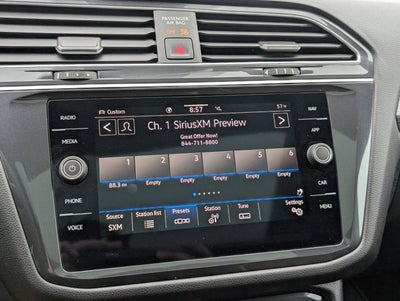 PASSENGER
AIR BAG
RADIO
MEDIA
PHONE
VOICE
NAV
APP
CAR
MENU
Custom
8:57
57°F
Ch. 1 SiriusXM Preview
Great Offer Now!
844-711-8800
1 2 3 4 5 6
88.3 FM Empty Empty Empty Empty Empty
Source Station list Presets Station Tune Settings
SXM